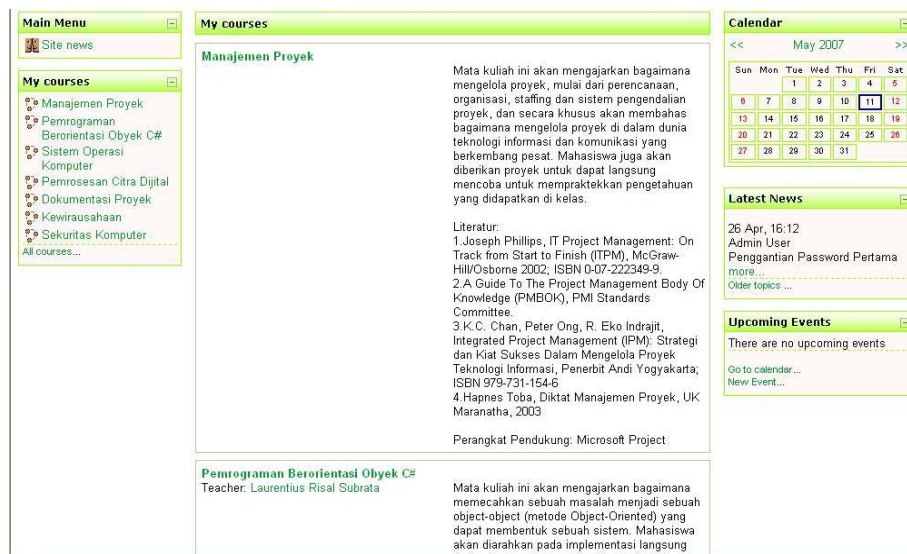 Main Menu
Site news
My courses
Manajemen Proyek
Pemrograman
Berorientasi Obyek C#
Sistem Operasi
Komputer
Pemrosesan Citra Dijital
Dokumentasi Proyek
Kewirausahaan
Sekuritas Komputer
All courses...
My courses
Manajemen Proyek
Mata kuliah ini akan mengajarkan bagaimana
mengelola proyek, mulai dari perencanaan,
organisasi, staffing dan sistem pengendalian
proyek, dan secara khusus akan membahas
bagaimana mengelola proyek di dalam dunia
teknologi informasi dan komunikasi yang
berkembang pesat. Mahasiswa juga akan
diberikan proyek untuk dapat langsung
mencoba untuk mempraktekkan pengetahuan
yang didapatkan di kelas.
Literatur:
1.Joseph Phillips, IT Project Management: On
Track from Start to Finish (ITPM), McGraw-
Hill/Osborne 2002; ISBN 0-07-222349-9.
2.A Guide To The Project Management Body Of
Knowledge (PMBOK), PMI Standards
Committee.
3.K.C. Chan, Peter Ong, R. Eko Indrajit,
Integrated Project Management (IPM): Strategi
dan Kiat Sukses Dalam Mengelola Proyek
Teknologi Informasi, Penerbit Andi Yogyakarta;
ISBN 979-731-154-6
4.Hapnes Toba, Diktat Manajemen Proyek, UK
Maranatha, 2003
Perangkat Pendukung: Microsoft Project
Pemrograman Berorientasi Obyek C#
Teacher: Laurentius Risal Subrata
Mata kuliah ini akan mengajarkan bagaimana
memecahkan sebuah masalah menjadi sebuah
object-object (metode Object-Oriented) yang
dapat membentuk sebuah sistem. Mahasiswa
akan diarahkan pada implementasi langsung
Calendar
<< May 2007 >>
Sun Mon Tue Wed Thu Fri Sat
1 2 3 4 5
6 7 8 9 10 11 12
13 14 15 16 17 18 19
20 21 22 23 24 25 26
27 28 29 30 31
Latest News
26 Apr, 16:12
Admin User
Penggantian Password Pertama
more...
Older topics ...
Upcoming Events
There are no upcoming events
Go to calendar...
New Event...